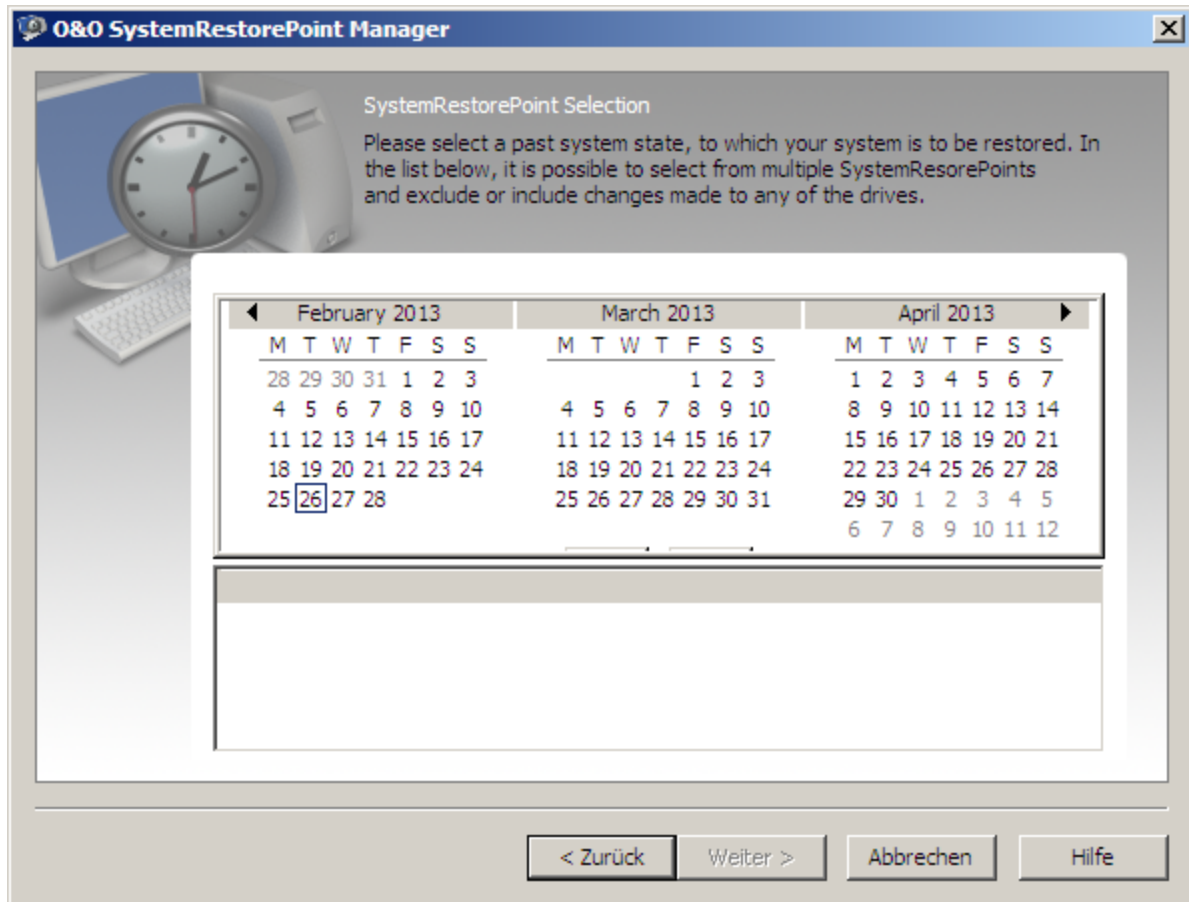 O&O SystemRestorePoint Manager
SystemRestorePoint Selection
Please select a past system state, to which your system is to be restored. In
the list below, it is possible to select from multiple SystemResorePoints
and exclude or include changes made to any of the drives.
February 2013 March 2013 April 2013
M T W T F S S M T W T F S S M T W T F S S
28 29 30 31 1 2 3 1 2 3 1 2 3 4 5 6 7
4 5 6 7 8 9 10 4 5 6 7 8 9 10 8 9 10 11 12 13 14
11 12 13 14 15 16 17 11 12 13 14 15 16 17 15 16 17 18 19 20 21
18 19 20 21 22 23 24 18 19 20 21 22 23 24 22 23 24 25 26 27 28
25 26 27 28 25 26 27 28 29 30 31 29 30 1 2 3 4 5
6 7 8 9 10 11 12
< Zurück Weiter > Abbrechen Hilfe